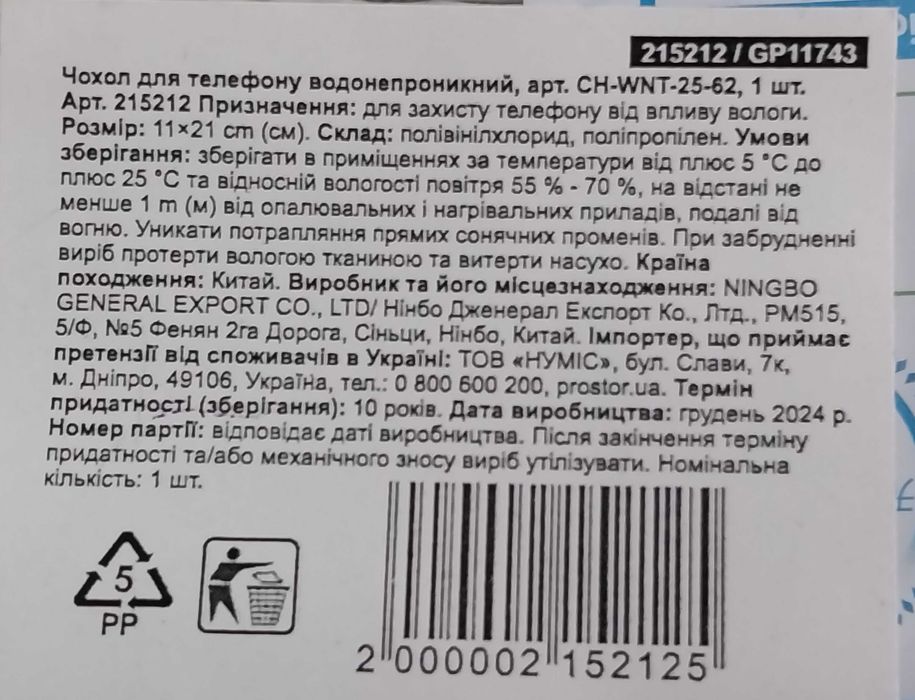 215212 / GP11743
Чохол для телефону водонепроникний, арт. CH-WNT-25-62, 1 шт.
Арт. 215212 Призначення: для захисту телефону від впливу вологи.
Розмір: 11×21 cm (см). Склад: полівінілхлорид, поліпропілен. Умови
зберігання: зберігати в приміщеннях за температури від плюс 5 °C до
плюс 25 °C та відносній вологості повітря 55 % - 70 %, на відстані не
менше 1 m (м) від опалювальних і нагрівальних приладів, подалі від
вогню. Уникати потрапляння прямих сонячних променів. При забрудненні
виріб протерти вологою тканиною та витерти насухо. Країна
походження: Китай. Виробник та його місцезнаходження: NINGBO
GENERAL EXPORT CO., LTD/ Нінбо Дженерал Експорт Ко., Лтд., РМ515,
5/Ф, №5 Фенян 2га Дорога, Сіньци, Нінбо, Китай. Імпортер, що приймає
претензії від споживачів в Україні: ТОВ «НУМІС», бул. Слави, 7к,
м. Дніпро, 49106, Україна, тел.: 0 800 600 200, prostor.ua. Термін
придатності (зберігання): 10 років. Дата виробництва: грудень 2024 р.
Номер партії: відповідає даті виробництва. Після закінчення терміну
придатності та/або механічного зносу виріб утилізувати. Номінальна
кількість: 1 шт.
5
PP
2 000002 152125